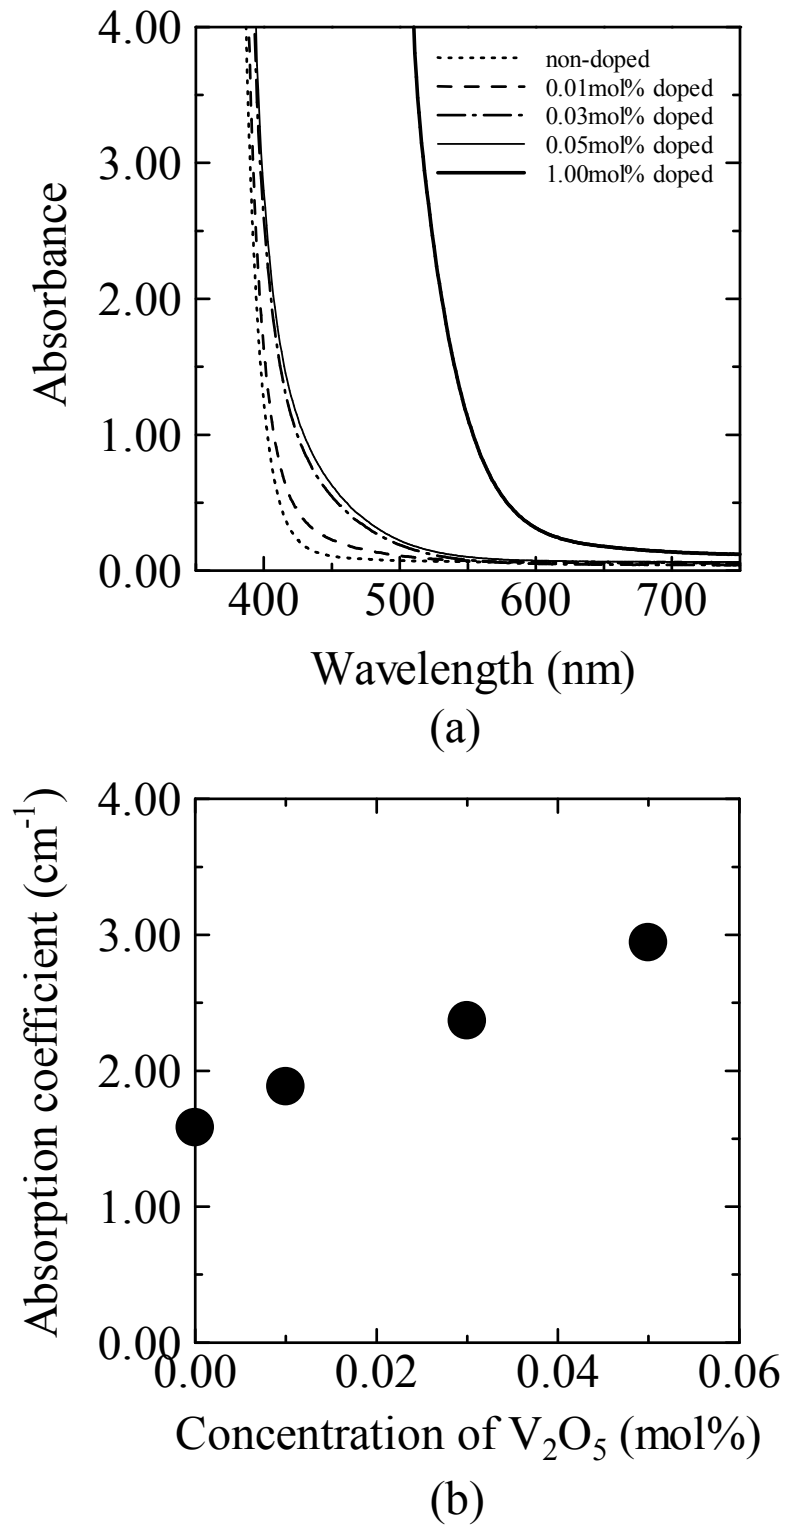 4.00
3.00
2.00
1.00
0.00
Absorbance
non-doped
0.01mol% doped
0.03mol% doped
0.05mol% doped
1.00mol% doped
400 500 600 700
Wavelength (nm)
(a)
4.00
3.00
2.00
1.00
0.00
Absorption coefficient (cm⁻¹)
0.00 0.02 0.04 0.06
Concentration of V₂O₅ (mol%)
(b)